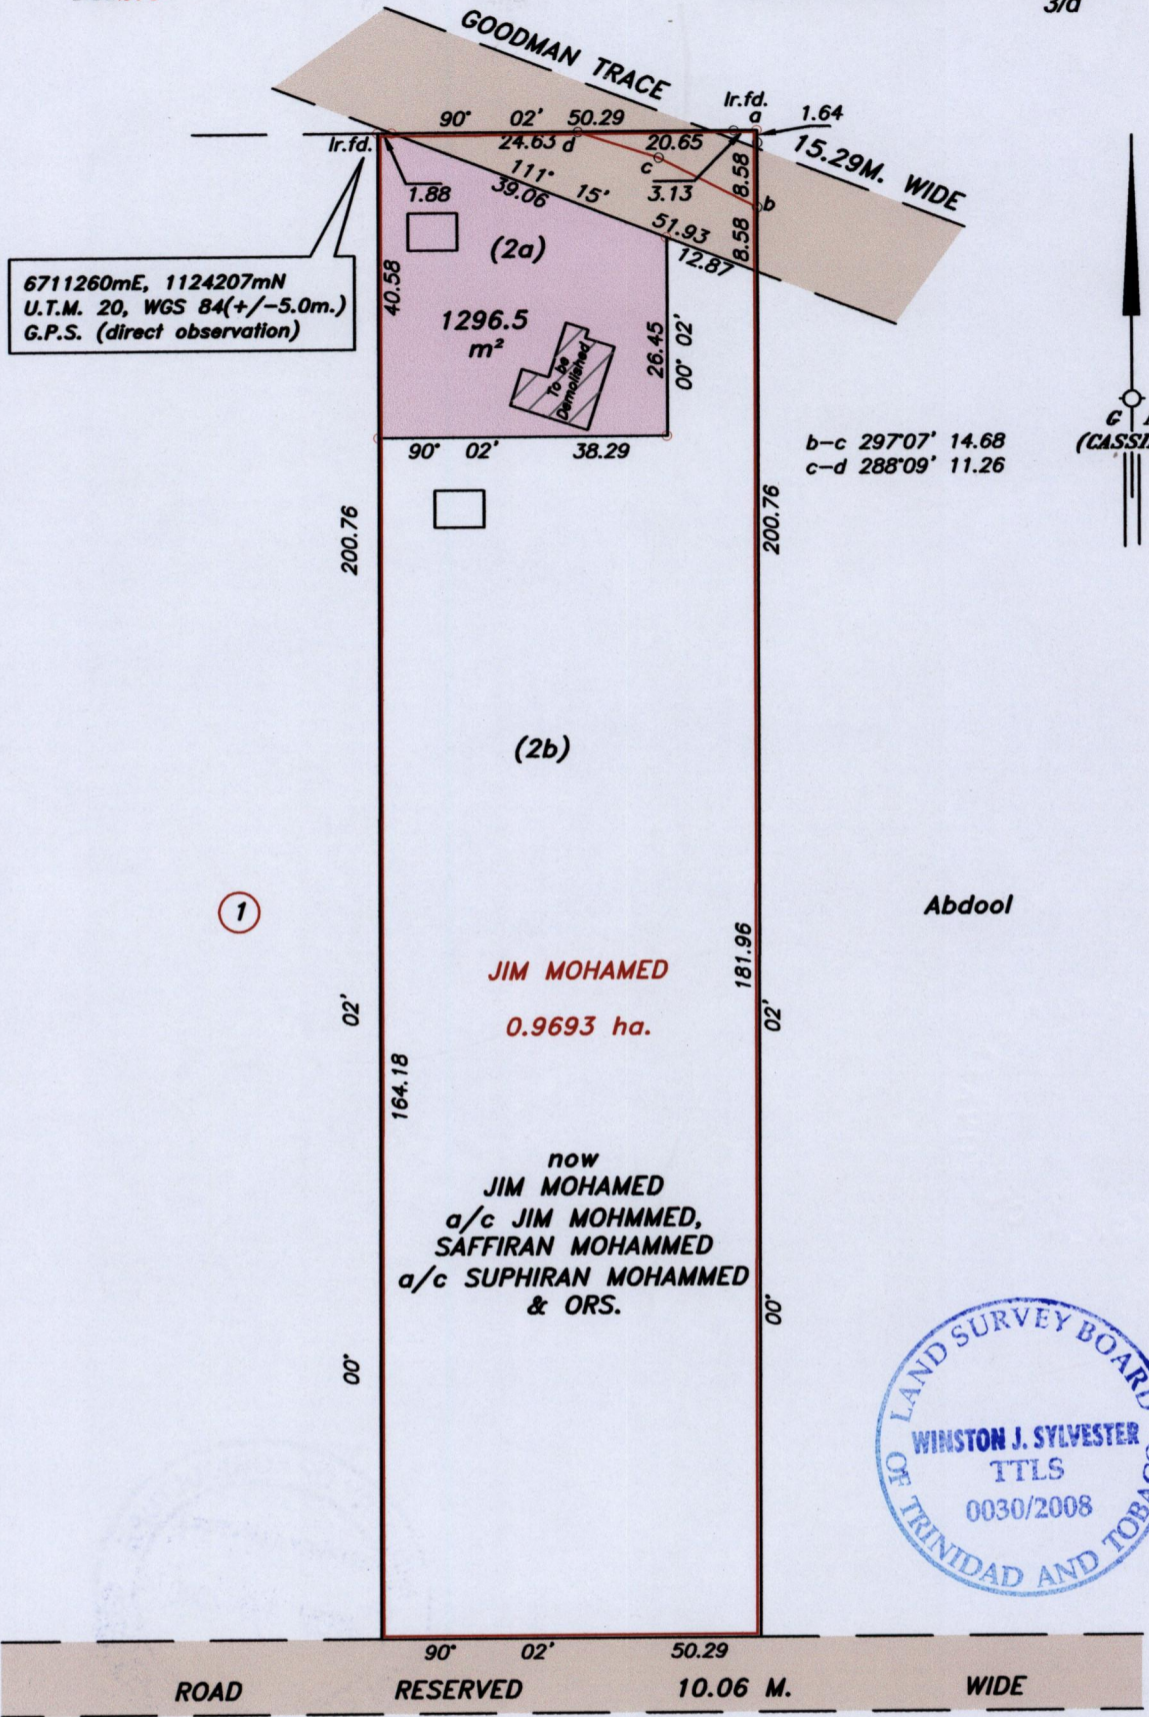 3/a
GOODMAN TRACE
Ir.fd.
a
1.64
90° 02' 50.29
24.63 d
20.65
15.29M. WIDE
Ir.fd.
c
111° 15'
39.06
3.13
8.58
b
1.88
51.93
8.58
12.87
(2a)
6711260mE, 1124207mN
U.T.M. 20, WGS 84(+/-5.0m.)
G.P.S. (direct observation)
40.58
1296.5
m²
To be
Demolished
26.45
00° 02'
G
90° 02' 38.29
b-c 297°07' 14.68
c-d 288°09' 11.26
200.76
200.76
(2b)
1
Abdool
181.96
JIM MOHAMED
02'
02'
0.9693 ha.
164.18
now
JIM MOHAMED
a/c JIM MOHMMED,
SAFFIRAN MOHAMMED
a/c SUPHIRAN MOHAMMED
& ORS.
00°
00°
LAND SURVEY BOARD
WINSTON J. SYLVESTER
TTLS
0030/2008
OF TRINIDAD AND TOBAGO
90° 02' 50.29
ROAD RESERVED 10.06 M. WIDE